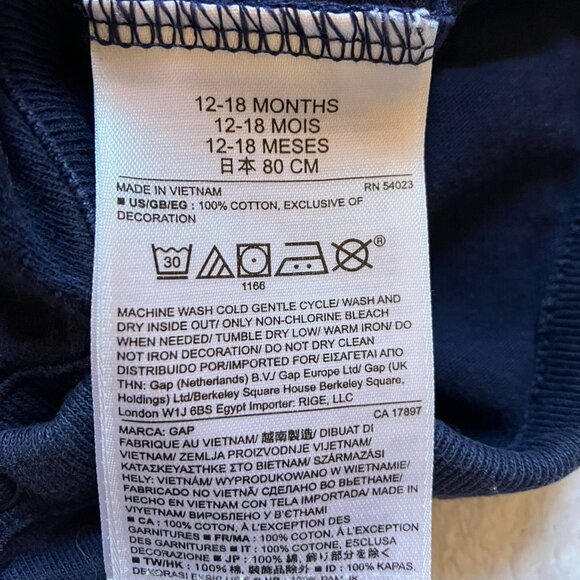 12-18 MONTHS
12-18 MOIS
12-18 MESES
日本 80 CM
MADE IN VIETNAM RN 54023
■ US/GB/EG : 100% COTTON, EXCLUSIVE OF
DECORATION
30
®
1166
MACHINE WASH COLD GENTLE CYCLE/ WASH AND
DRY INSIDE OUT/ ONLY NON-CHLORINE BLEACH
WHEN NEEDED/ TUMBLE DRY LOW/ WARM IRON/ DO
NOT IRON DECORATION/ DO NOT DRY CLEAN
DISTRIBUIDO POR/IMPORTED FOR/ ΕΙΣΑΓΕΤΑΙ ΑΠΟ
THN: Gap (Netherlands) B.V./ Gap Europe Ltd/ Gap (UK
Holdings) Ltd/Berkeley Square House Berkeley Square,
London W1J 6BS Egypt Importer: RIGE, LLC
CA 17897
MARCA: GAP
FABRIQUE AU VIETNAM/ 越南製造/ DIBUAT DI
VIETNAM/ ZEMLJA PROIZVODNJE VIJETNAM/
ΚΑΤΑΣΚΕΥΑΣΤΗΚΕ ΣΤΟ ΒΙΕΤΝΑΜ/ SZÁRMAZÁSI
HELY: VIETNÁM/ WYPRODUKOWANO W WIETNAMIE/
FABRICADO NO VIETNÃ/ СДЕЛАНО ВО ВЬЕТНАМЕ/
HECHO EN VIETNAM CON TELA IMPORTADA/ MADE IN
VIYETNAM/ ВИРОБЛЕНО У В'ЄТНАМІ
■ CA : 100% COTON, À L'EXCEPTION DES
GARNITURES ■ FR/MA : 100% COTON, À L'EXCEPTION
DES GARNITURES ■ IT : 100% COTONE, ESCLUSA
DECORAZIONE ■ JP : 100% 綿, 飾り部分を除く
■ TW/HK : 100% 棉, 裝飾部分除外 ■ ID : 100% KAPAS,